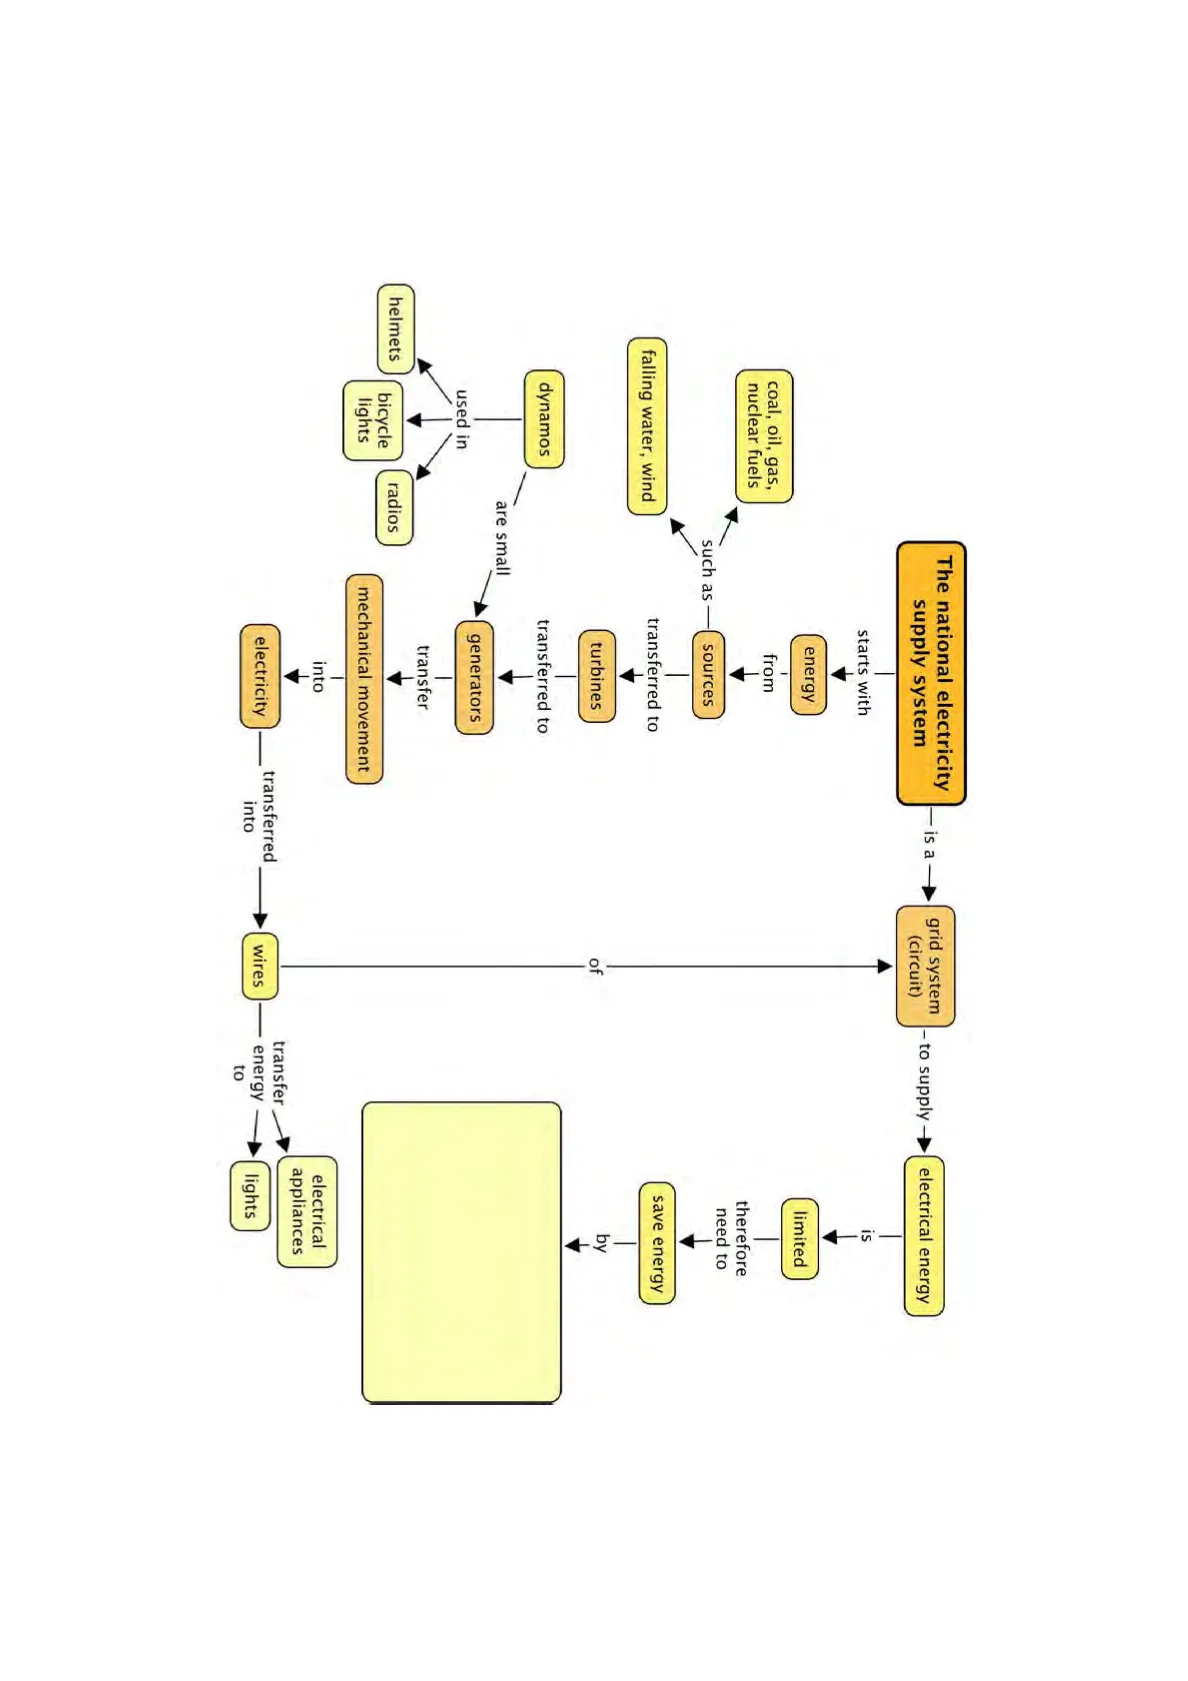 The national electricity
supply system
is a
grid system
(circuit)
to supply
electrical energy
is
limited
therefore
need to
save energy
by
starts with
energy
from
sources
such as
coal, oil, gas,
nuclear fuels
falling water, wind
transferred to
turbines
transferred to
generators
dynamos
are small
used in
helmets
bicycle
lights
radios
transfer
mechanical movement
into
electricity
transferred
into
wires
of
transfer
energy
to
electrical
appliances
lights